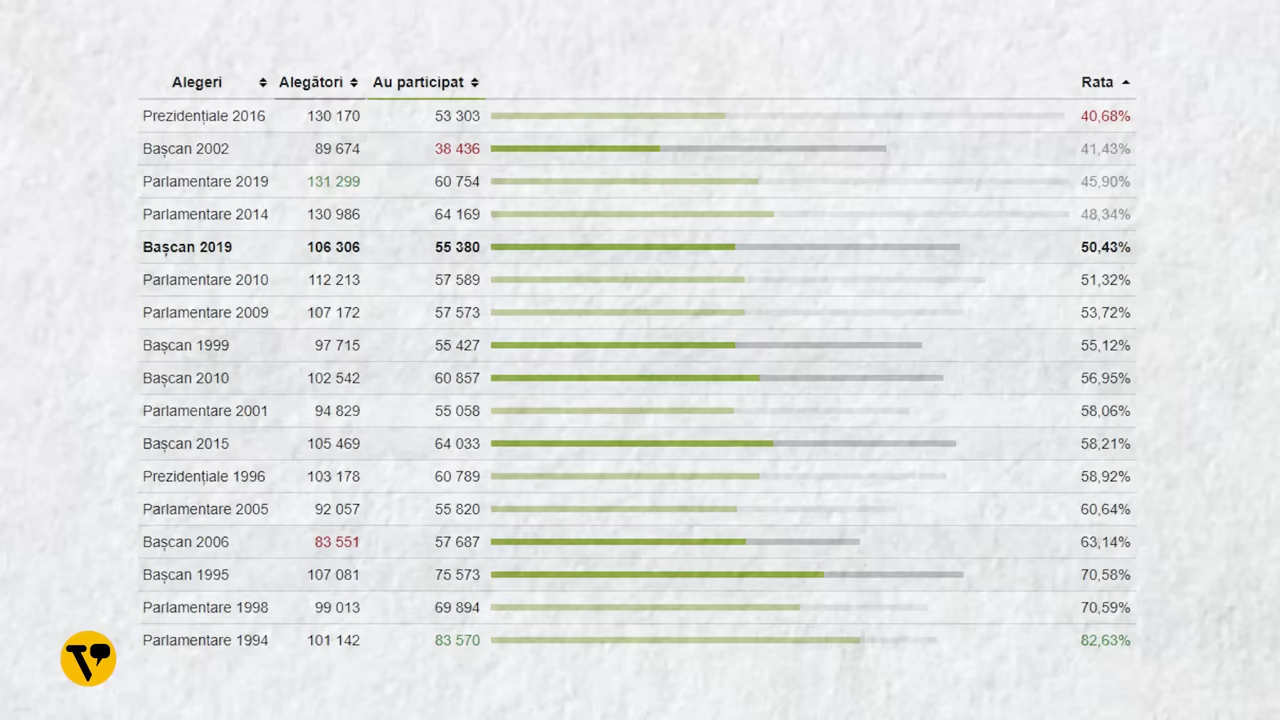 Alegeri Alegători Au participat Rata
Prezidențiale 2016 130 170 53 303 40,68%
Bașcan 2002 89 674 38 436 41,43%
Parlamentare 2019 131 299 60 754 45,90%
Parlamentare 2014 130 986 64 169 48,34%
Bașcan 2019 106 306 55 380 50,43%
Parlamentare 2010 112 213 57 589 51,32%
Parlamentare 2009 107 172 57 573 53,72%
Bașcan 1999 97 715 55 427 55,12%
Bașcan 2010 102 542 60 857 56,95%
Parlamentare 2001 94 829 55 058 58,06%
Bașcan 2015 105 469 64 033 58,21%
Prezidențiale 1996 103 178 60 789 58,92%
Parlamentare 2005 92 057 55 820 60,64%
Bașcan 2006 83 551 57 687 63,14%
Bașcan 1995 107 081 75 573 70,58%
Parlamentare 1998 99 013 69 894 70,59%
Parlamentare 1994 101 142 83 570 82,63%